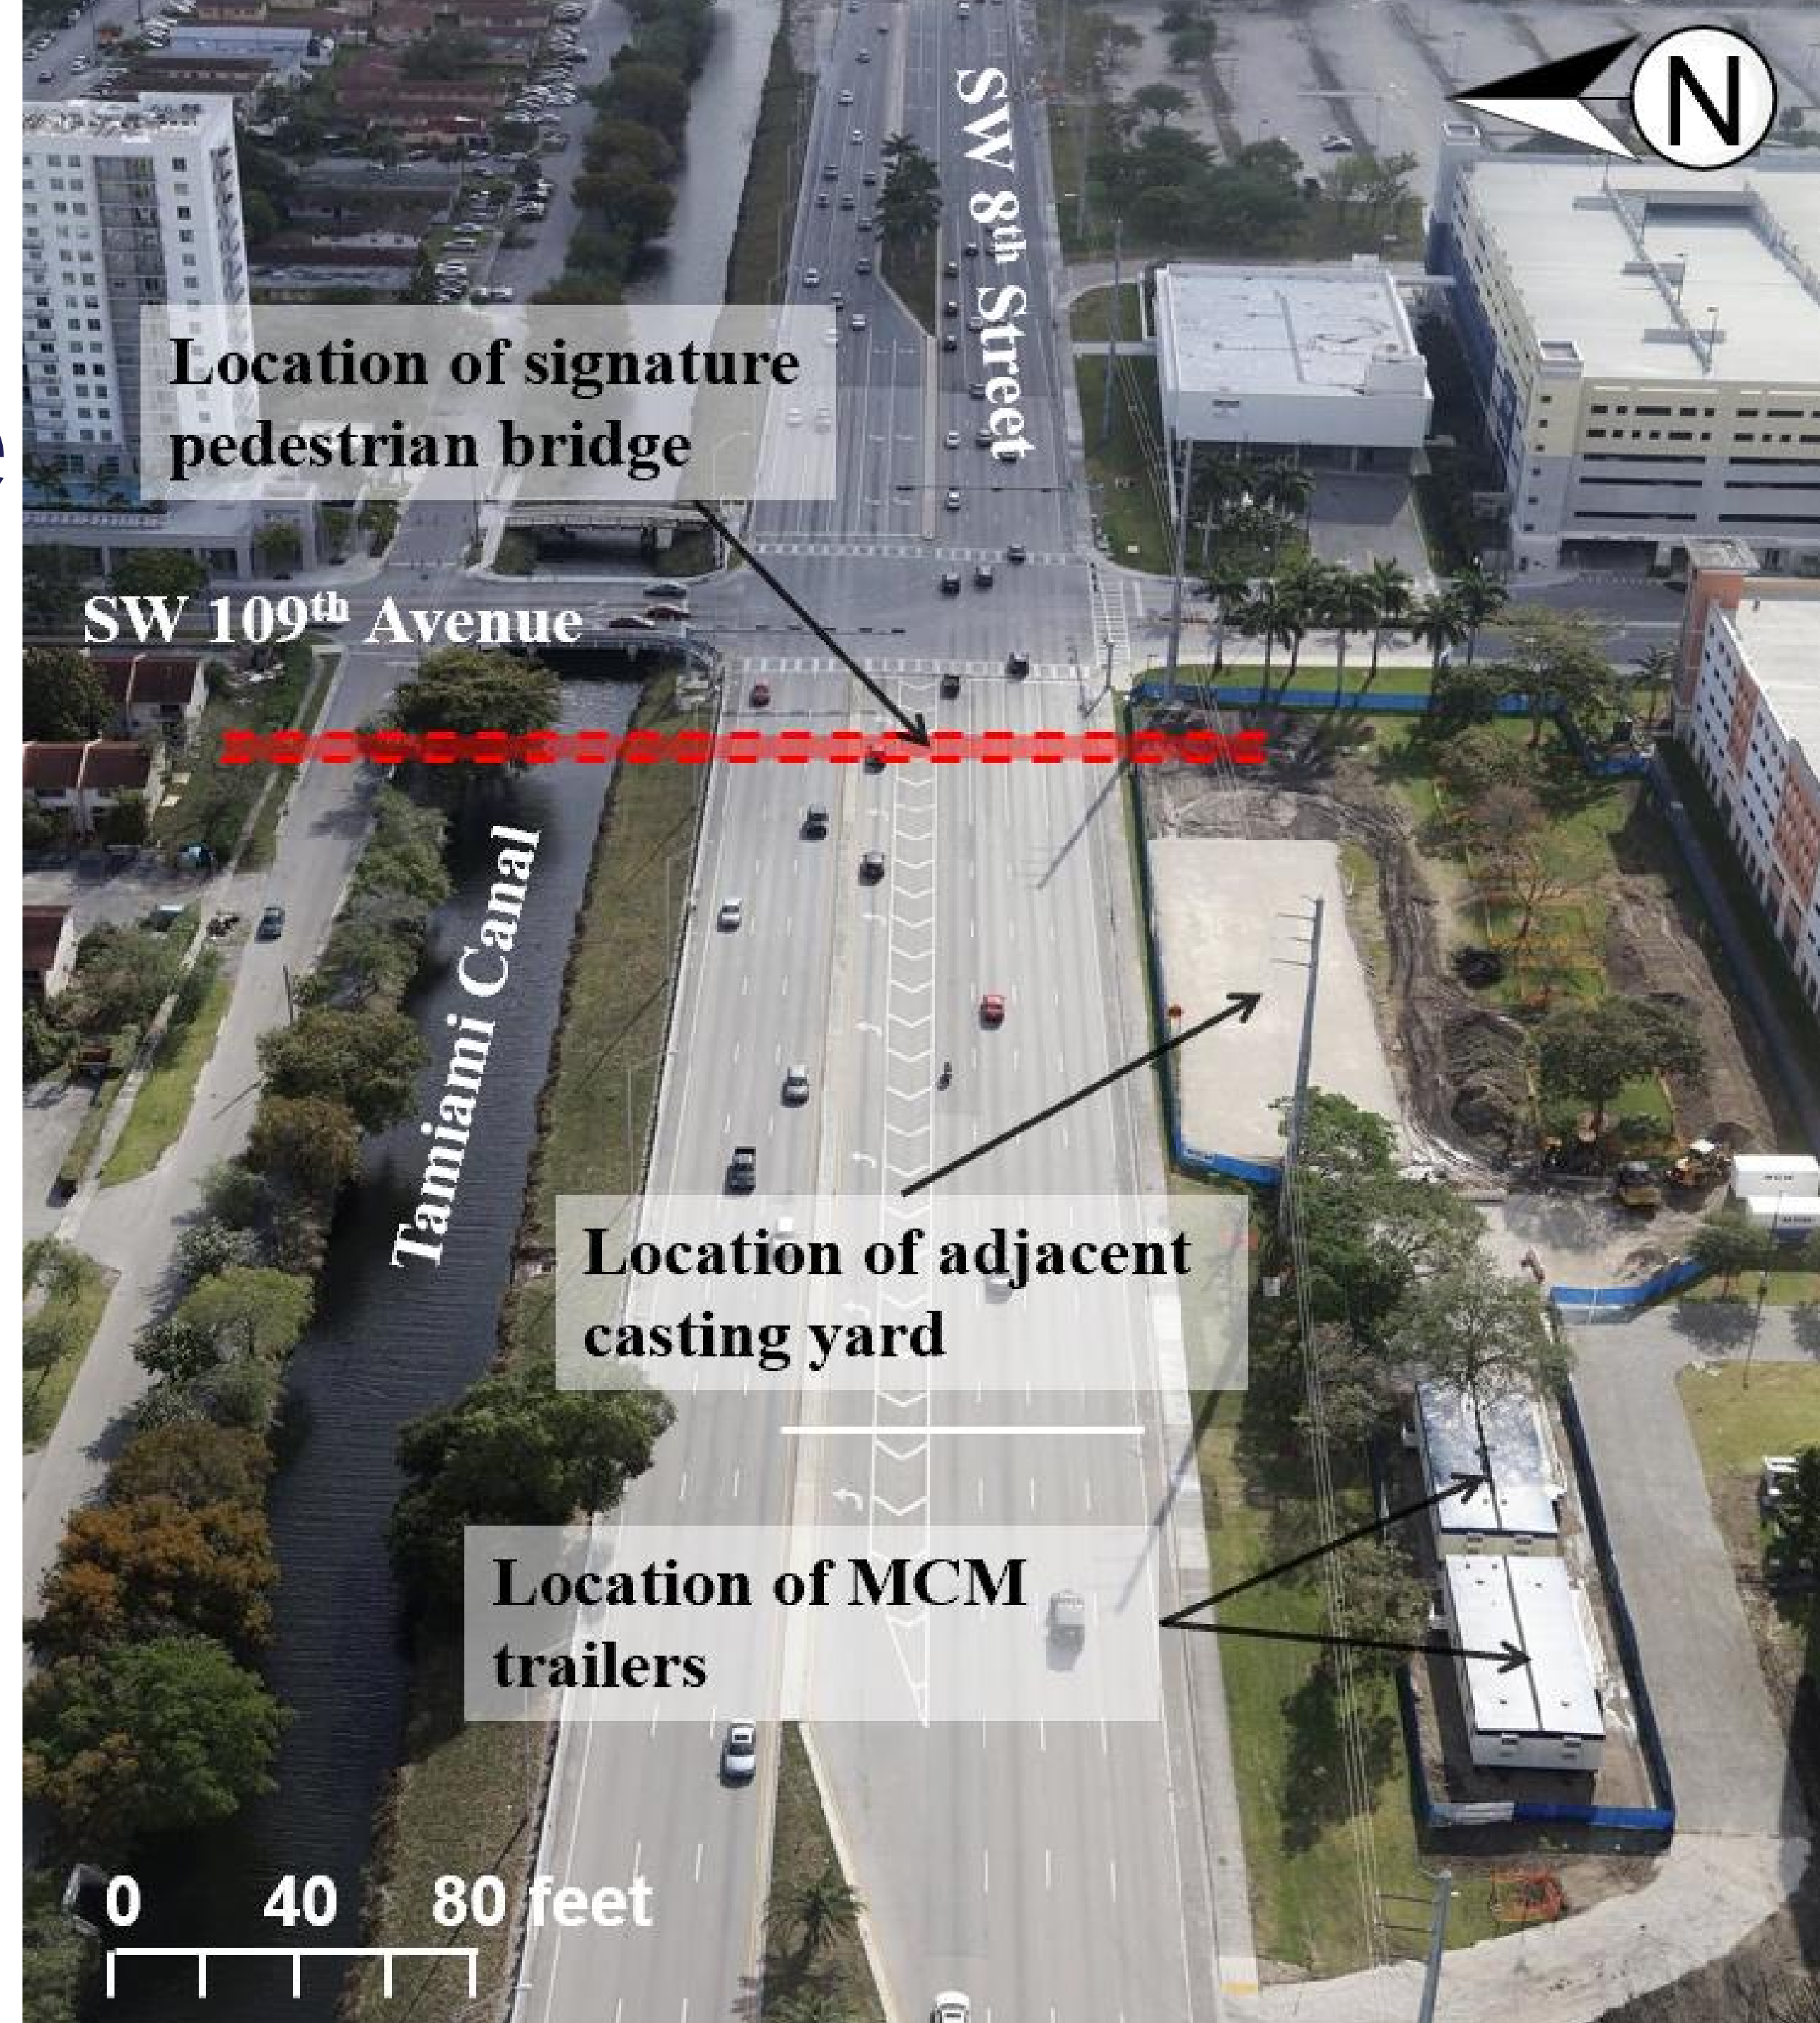 N
SW 8th Street
Location of signature
pedestrian bridge
SW 109th Avenue
Tamiami Canal
Location of adjacent
casting yard
Location of MCM
trailers
0 40 80 feet